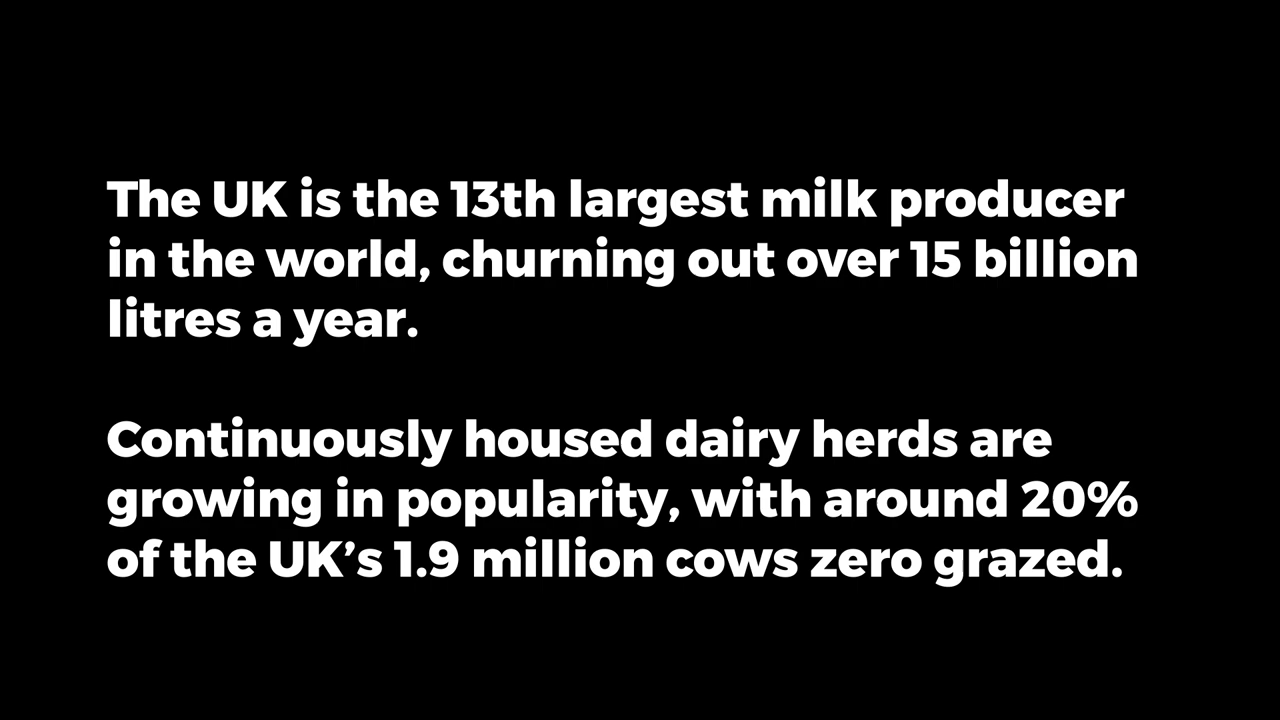 The UK is the 13th largest milk producer
in the world, churning out over 15 billion
litres a year.
Continuously housed dairy herds are
growing in popularity, with around 20%
of the UK’s 1.9 million cows zero grazed.